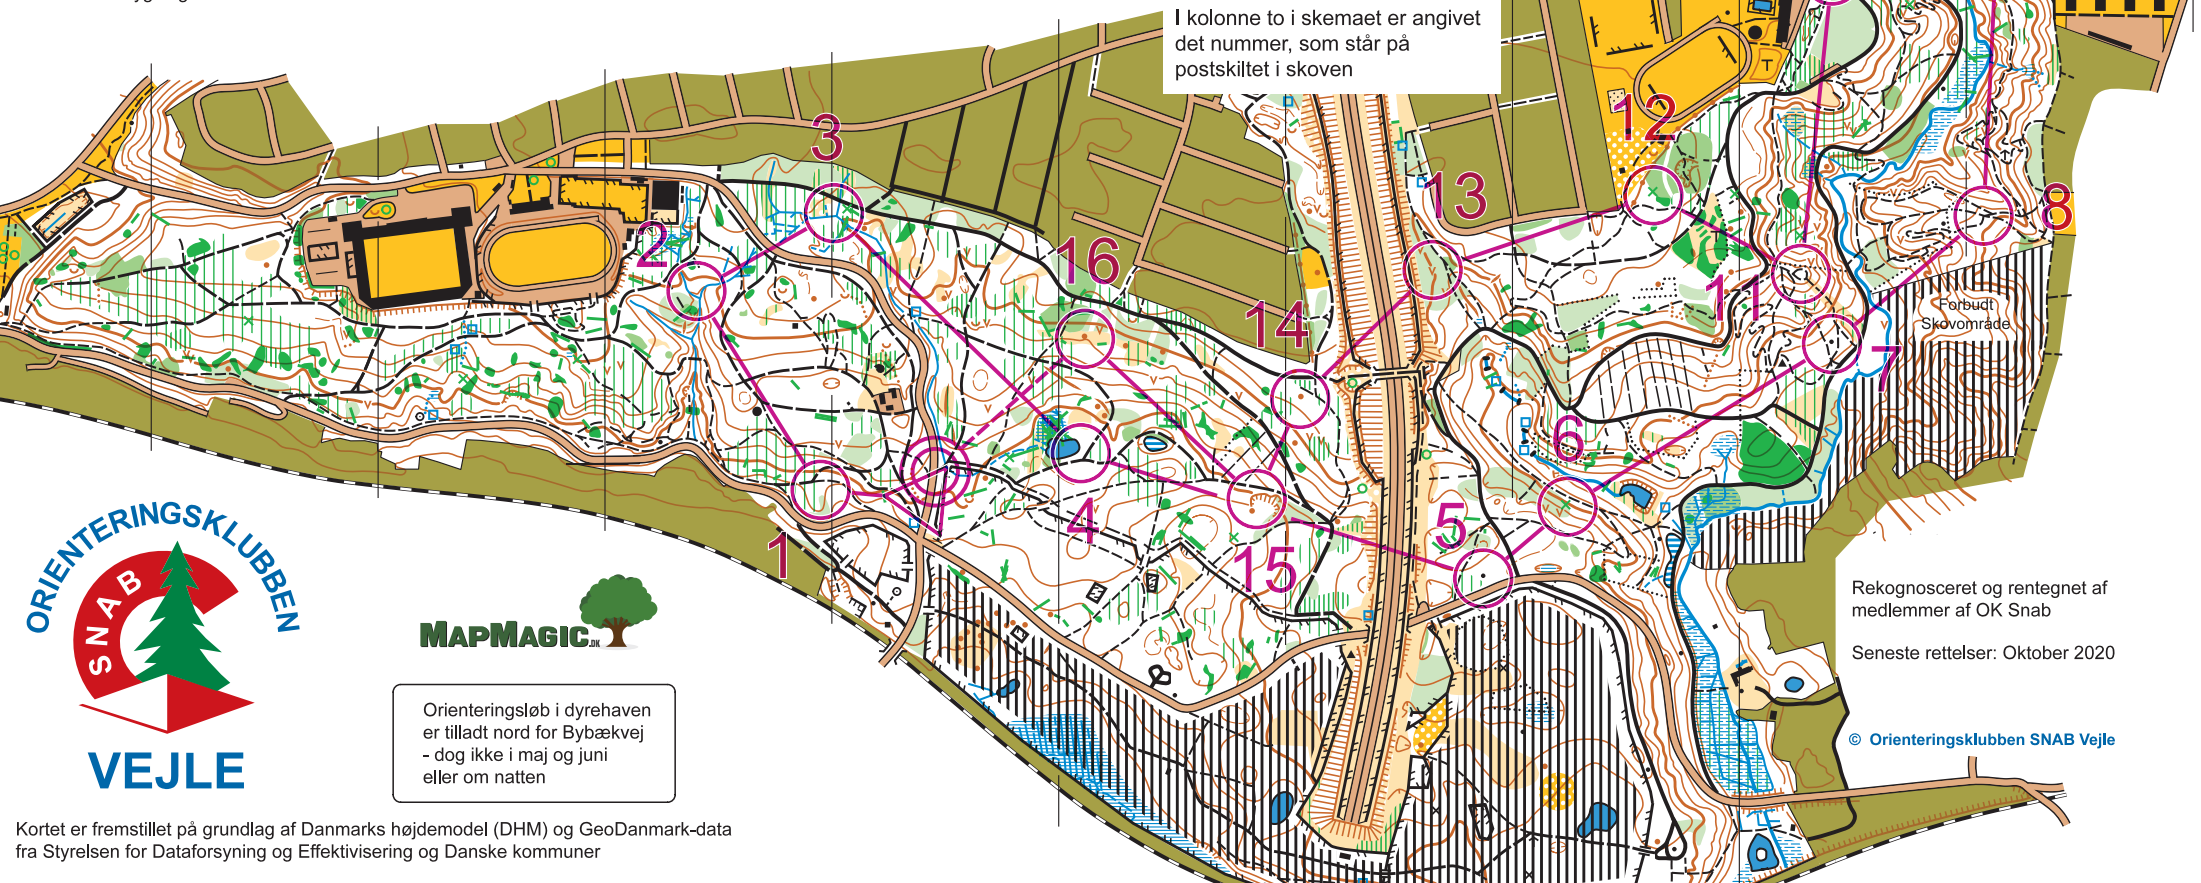 I kolonne to i skemaet er angivet
det nummer, som står på
postskiltet i skoven
12
3
13
8
2
16
11
14
Forbudt
Skovområde
7
6
4
5
1
15
ORIENTERINGSKLUBBEN
SNAB
VEJLE
MAPMAGIC.DK
Orienteringsløb i dyrehaven
er tilladt nord for Bybækvej
- dog ikke i maj og juni
eller om natten
Rekognosceret og rentegnet af
medlemmer af OK Snab
Seneste rettelser: Oktober 2020
© Orienteringsklubben SNAB Vejle
Kortet er fremstillet på grundlag af Danmarks højdemodel (DHM) og GeoDanmark-data
fra Styrelsen for Dataforsyning og Effektivisering og Danske kommuner